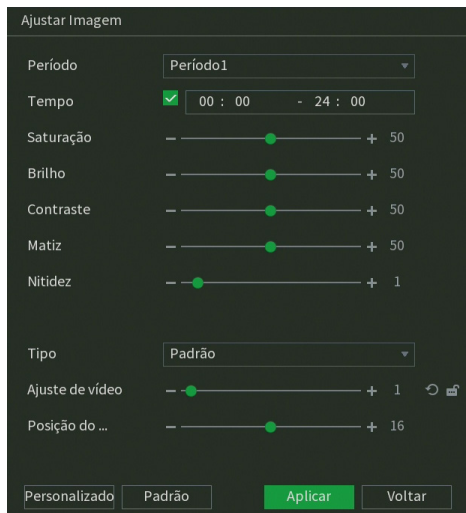 Ajustar Imagem
Período Período1
Tempo 00 : 00 - 24 : 00
Saturação 50
Brilho 50
Contraste 50
Matiz 50
Nitidez 1
Tipo Padrão
Ajuste de vídeo 1
Posição do ... 16
Personalizado Padrão Aplicar Voltar